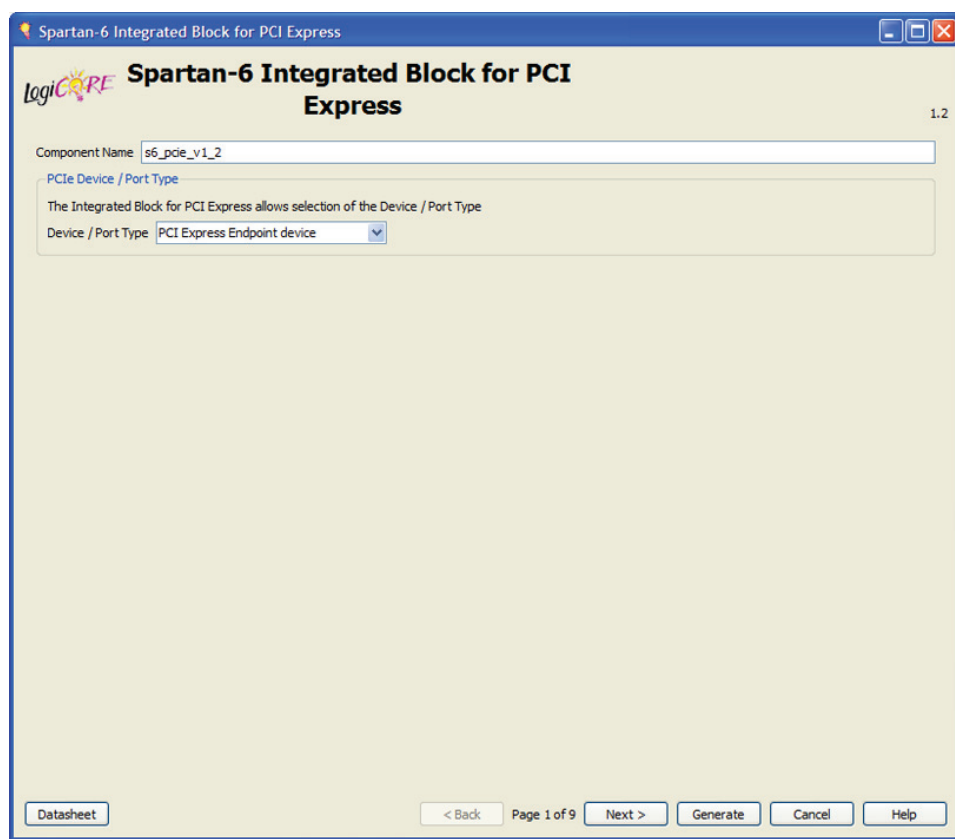 Spartan-6 Integrated Block for PCI Express
LogiCORE
Spartan-6 Integrated Block for PCI
Express
1.2
Component Name s6_pcie_v1_2
PCIe Device / Port Type
The Integrated Block for PCI Express allows selection of the Device / Port Type
Device / Port Type PCI Express Endpoint device
Datasheet < Back Page 1 of 9 Next > Generate Cancel Help